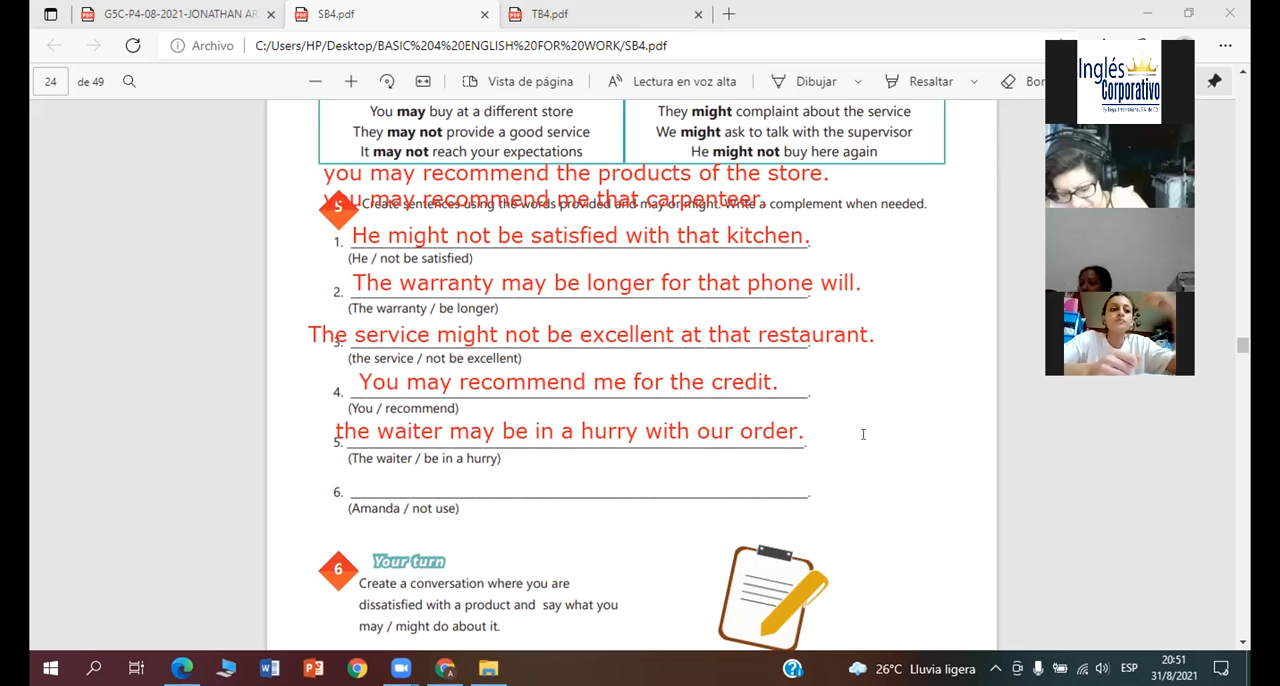 G5C-P4-08-2021-JONATHAN AR
SB4.pdf
TB4.pdf
Archivo
C:/Users/HP/Desktop/BASIC%204%20ENGLISH%20FOR%20WORK/SB4.pdf
24 de 49
Vista de página
Lectura en voz alta
Dibujar
Resaltar
Bor
Inglés
Corporativo
You may buy at a different store
They might complaint about the service
They may not provide a good service
We might ask to talk with the supervisor
It may not reach your expectations
He might not buy here again
you may recommend the products of the store.
you may recommend me that carpenteer.
5 Create sentences using the words provided and may or might. Write a complement when needed.
1. He might not be satisfied with that kitchen.
(He / not be satisfied)
2. The warranty may be longer for that phone will.
(The warranty / be longer)
3. The service might not be excellent at that restaurant.
(the service / not be excellent)
4. You may recommend me for the credit.
(You / recommend)
5. the waiter may be in a hurry with our order.
(The waiter / be in a hurry)
6.
(Amanda / not use)
6 Your turn
Create a conversation where you are
dissatisfied with a product and say what you
may / might do about it.
26°C Lluvia ligera
ESP
20:51
31/8/2021